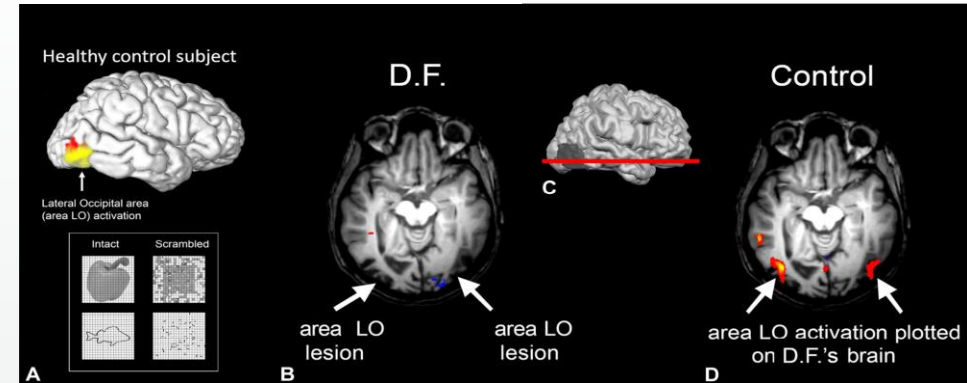 Healthy control subject
Lateral Occipital area
(area LO) activation
Intact
Scrambled
A
D.F.
area LO
lesion
area LO
lesion
B
C
Control
area LO activation plotted
on D.F.'s brain
D